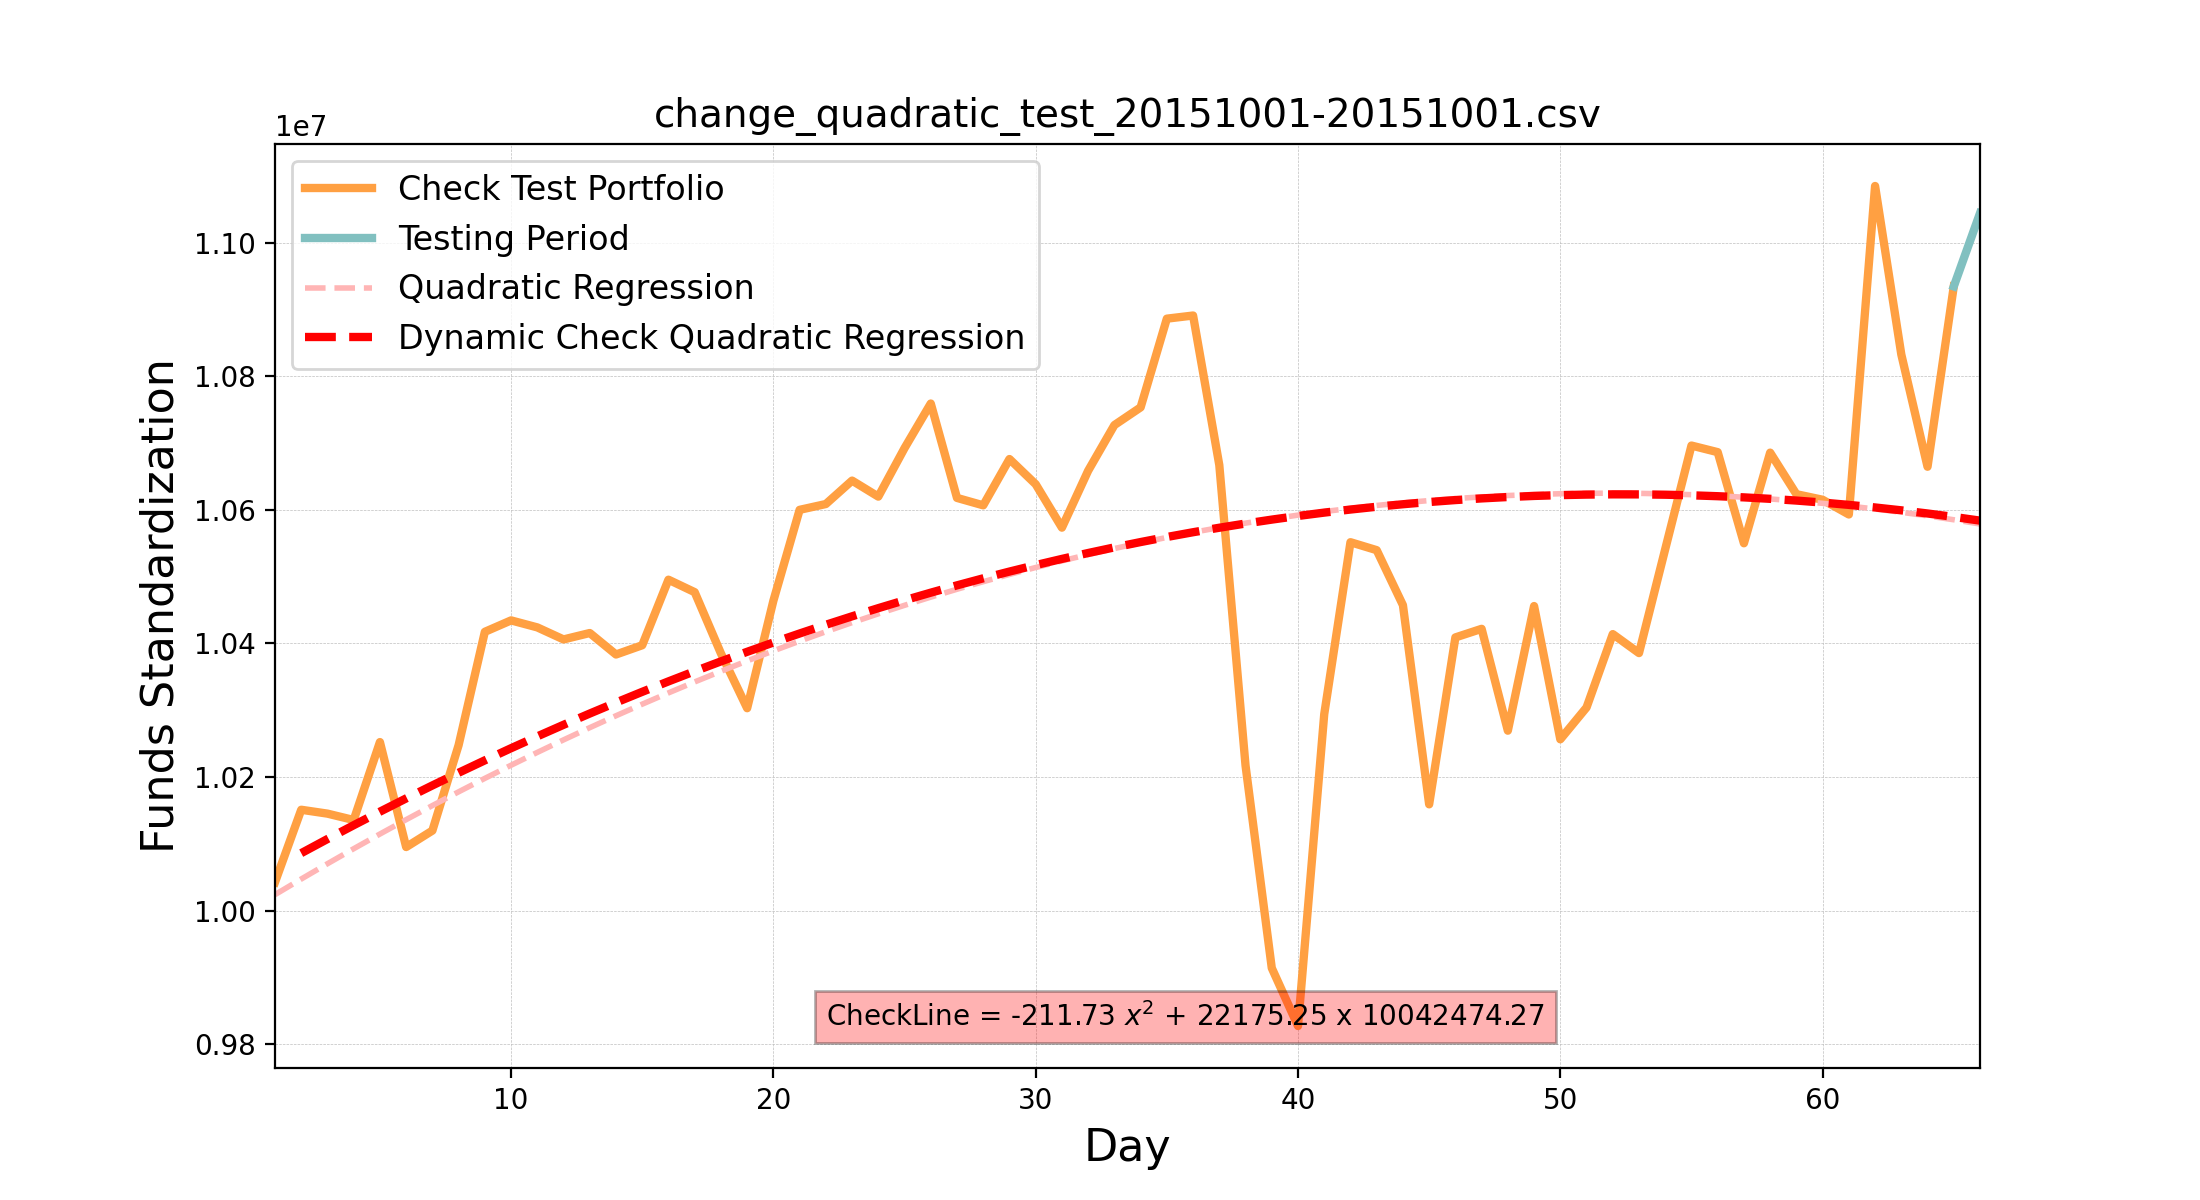 change_quadratic_test_20151001-20151001.csv
1e7
Check Test Portfolio
Testing Period
Quadratic Regression
Dynamic Check Quadratic Regression
1.10
1.08
1.06
1.04
1.02
1.00
0.98
Funds Standardization
CheckLine = -211.73 x² + 22175.25 x 10042474.27
10 20 30 40 50 60
Day